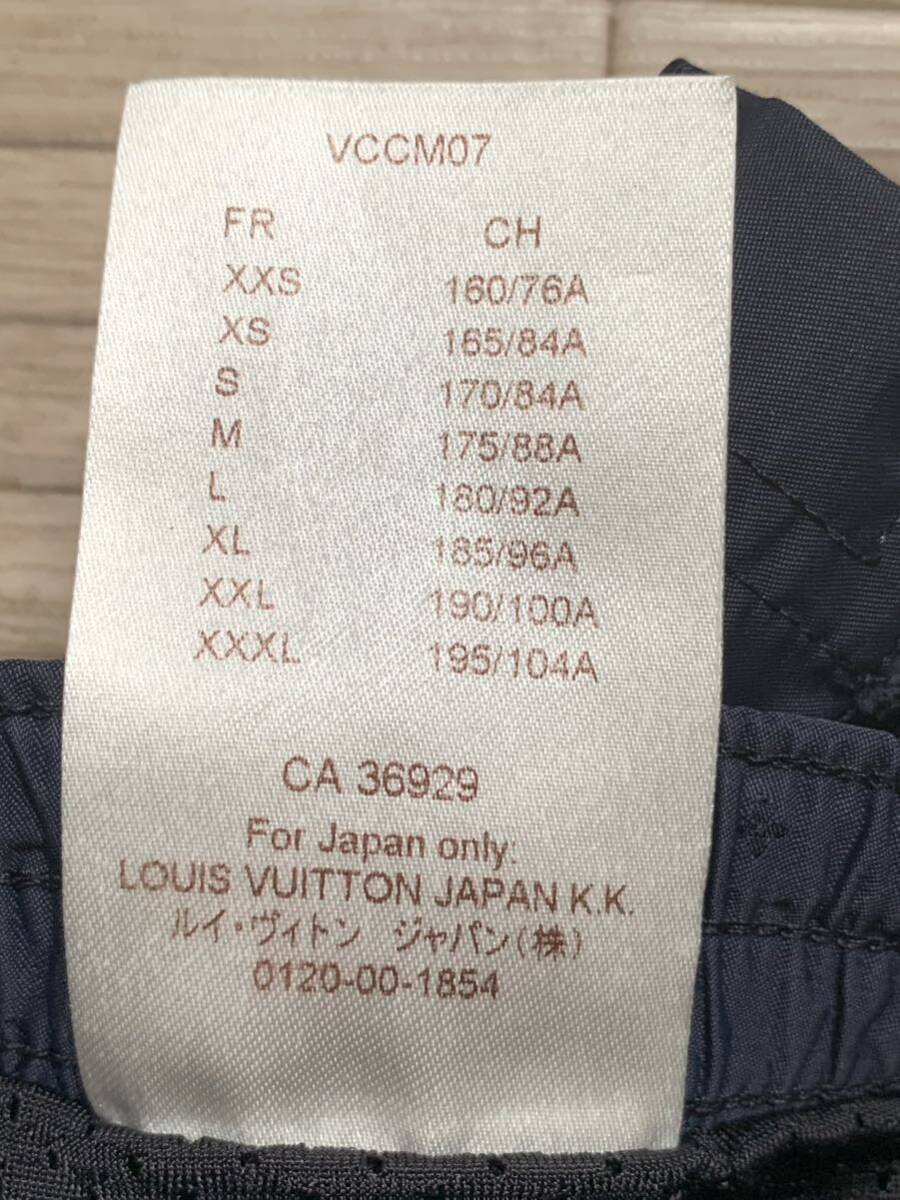 VCCM07
FR CH
XXS 160/76A
XS 165/84A
S 170/84A
M 175/88A
L 180/92A
XL 185/96A
XXL 190/100A
XXXL 195/104A
CA 36929
For Japan only:
LOUIS VUITTON JAPAN K.K.
ルイ・ヴィトン ジャパン(株)
0120-00-1854